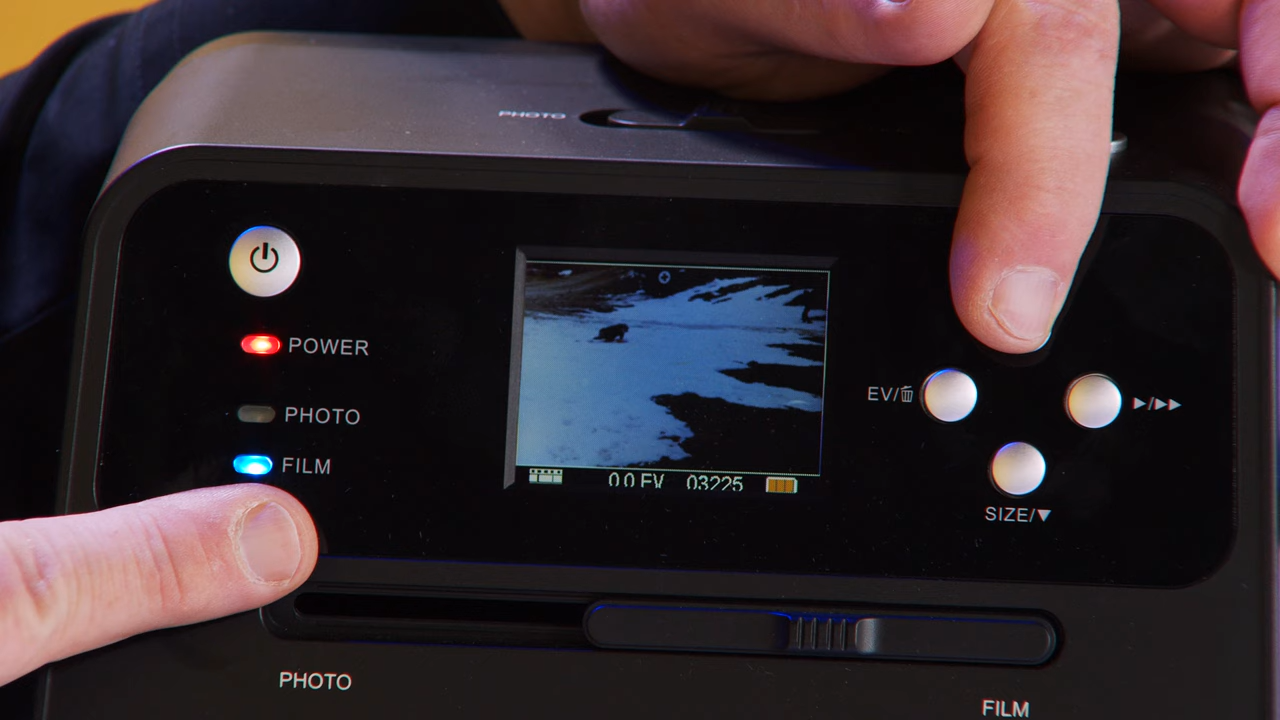 PHOTO
POWER
PHOTO
FILM
0.0 EV 03225
EV/
▶/▶▶
SIZE/▼
PHOTO
FILM